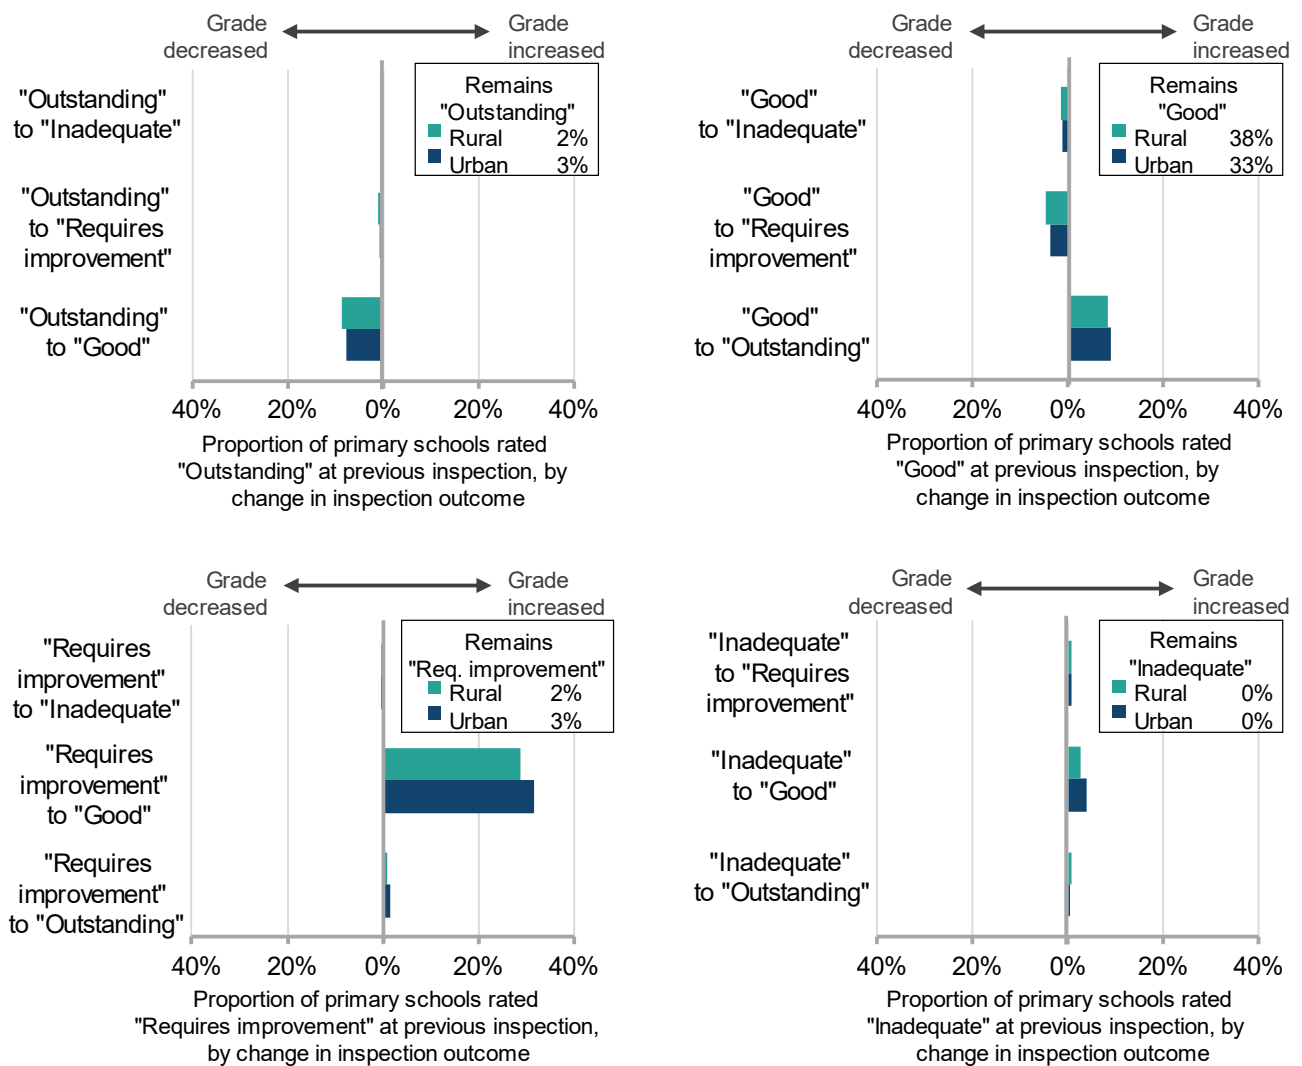 Grade
decreased
Grade
increased
Remains
"Outstanding"
Rural 2%
Urban 3%
"Outstanding"
to "Inadequate"
"Outstanding"
to "Requires
improvement"
"Outstanding"
to "Good"
40% 20% 0% 20% 40%
Proportion of primary schools rated
"Outstanding" at previous inspection, by
change in inspection outcome
Grade
decreased
Grade
increased
Remains
"Good"
Rural 38%
Urban 33%
"Good"
to "Inadequate"
"Good"
to "Requires
improvement"
"Good"
to "Outstanding"
40% 20% 0% 20% 40%
Proportion of primary schools rated
"Good" at previous inspection, by
change in inspection outcome
Grade
decreased
Grade
increased
Remains
"Req. improvement"
Rural 2%
Urban 3%
"Requires
improvement"
to "Inadequate"
"Requires
improvement"
to "Good"
"Requires
improvement"
to "Outstanding"
40% 20% 0% 20% 40%
Proportion of primary schools rated
"Requires improvement" at previous inspection,
by change in inspection outcome
Grade
decreased
Grade
increased
Remains
"Inadequate"
Rural 0%
Urban 0%
"Inadequate"
to "Requires
improvement"
"Inadequate"
to "Good"
"Inadequate"
to "Outstanding"
40% 20% 0% 20% 40%
Proportion of primary schools rated
"Inadequate" at previous inspection, by
change in inspection outcome